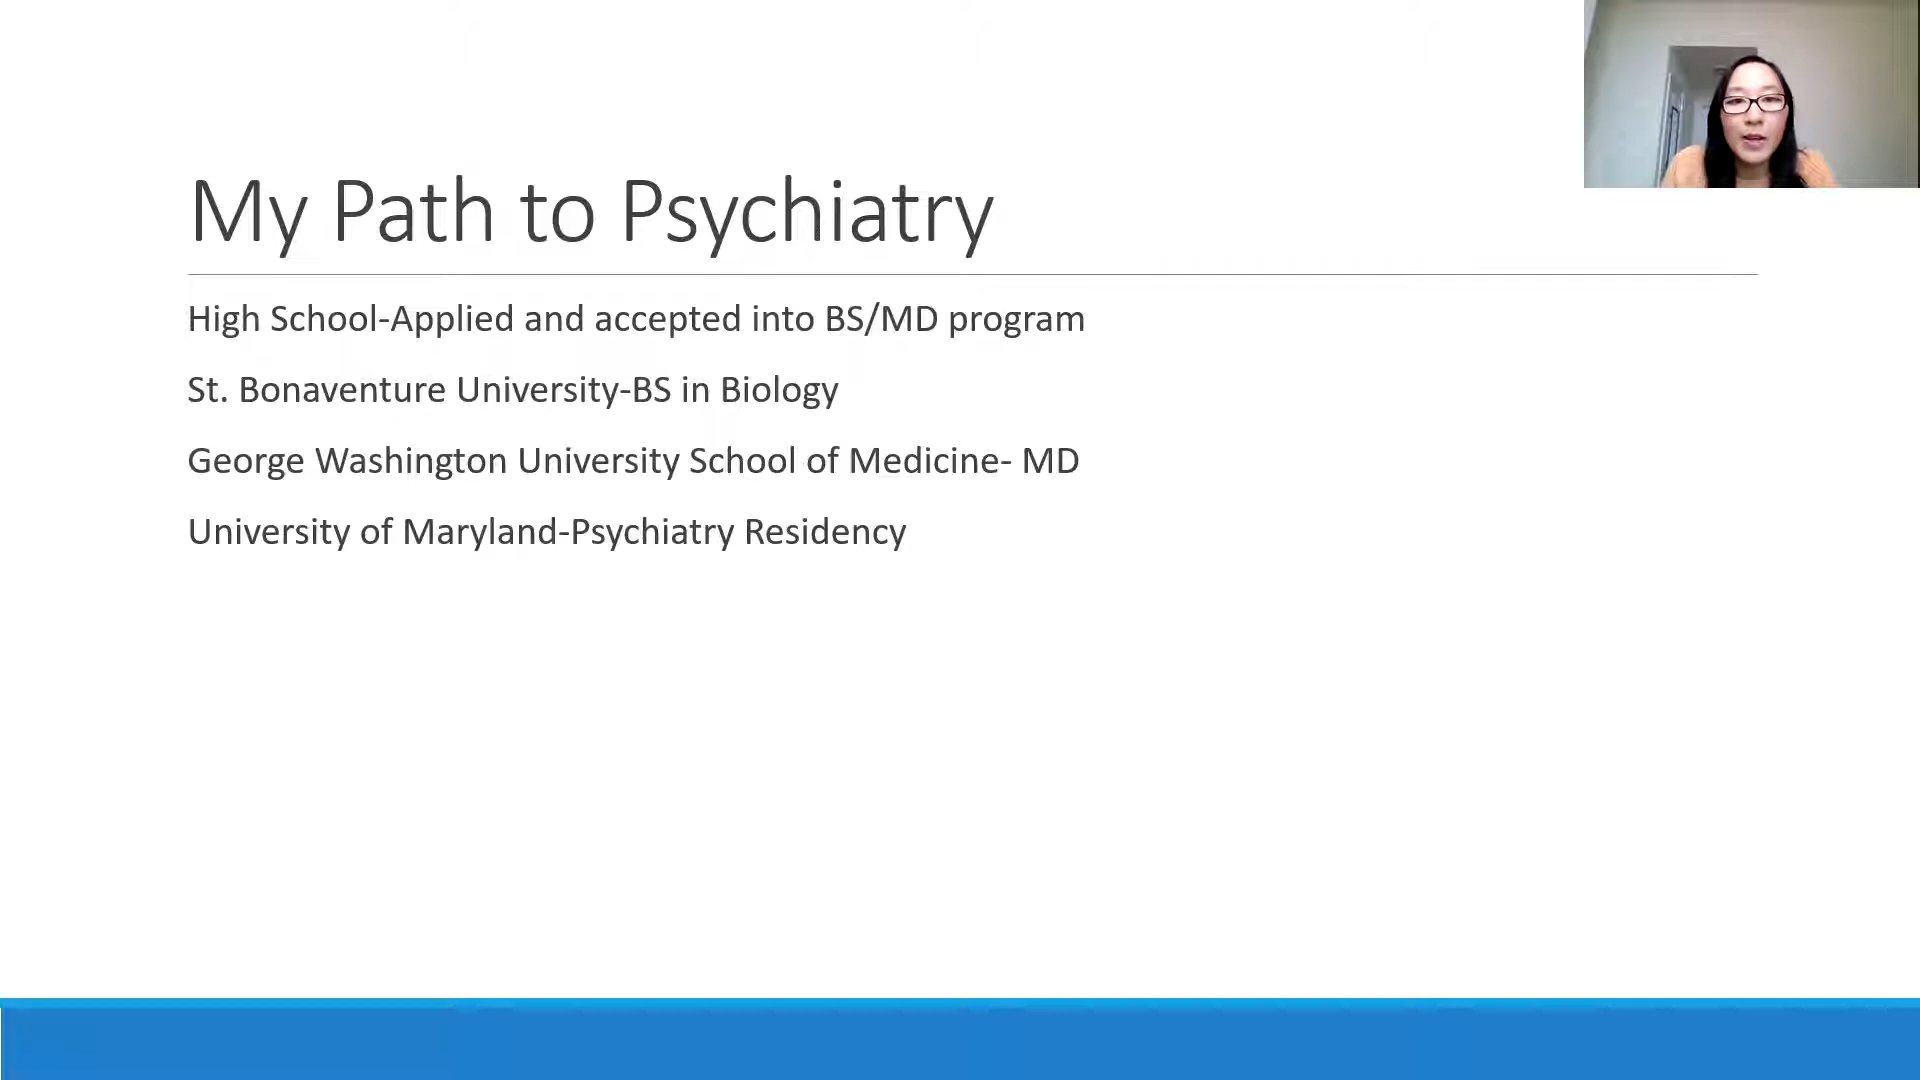 My Path to Psychiatry
High School-Applied and accepted into BS/MD program
St. Bonaventure University-BS in Biology
George Washington University School of Medicine- MD
University of Maryland-Psychiatry Residency